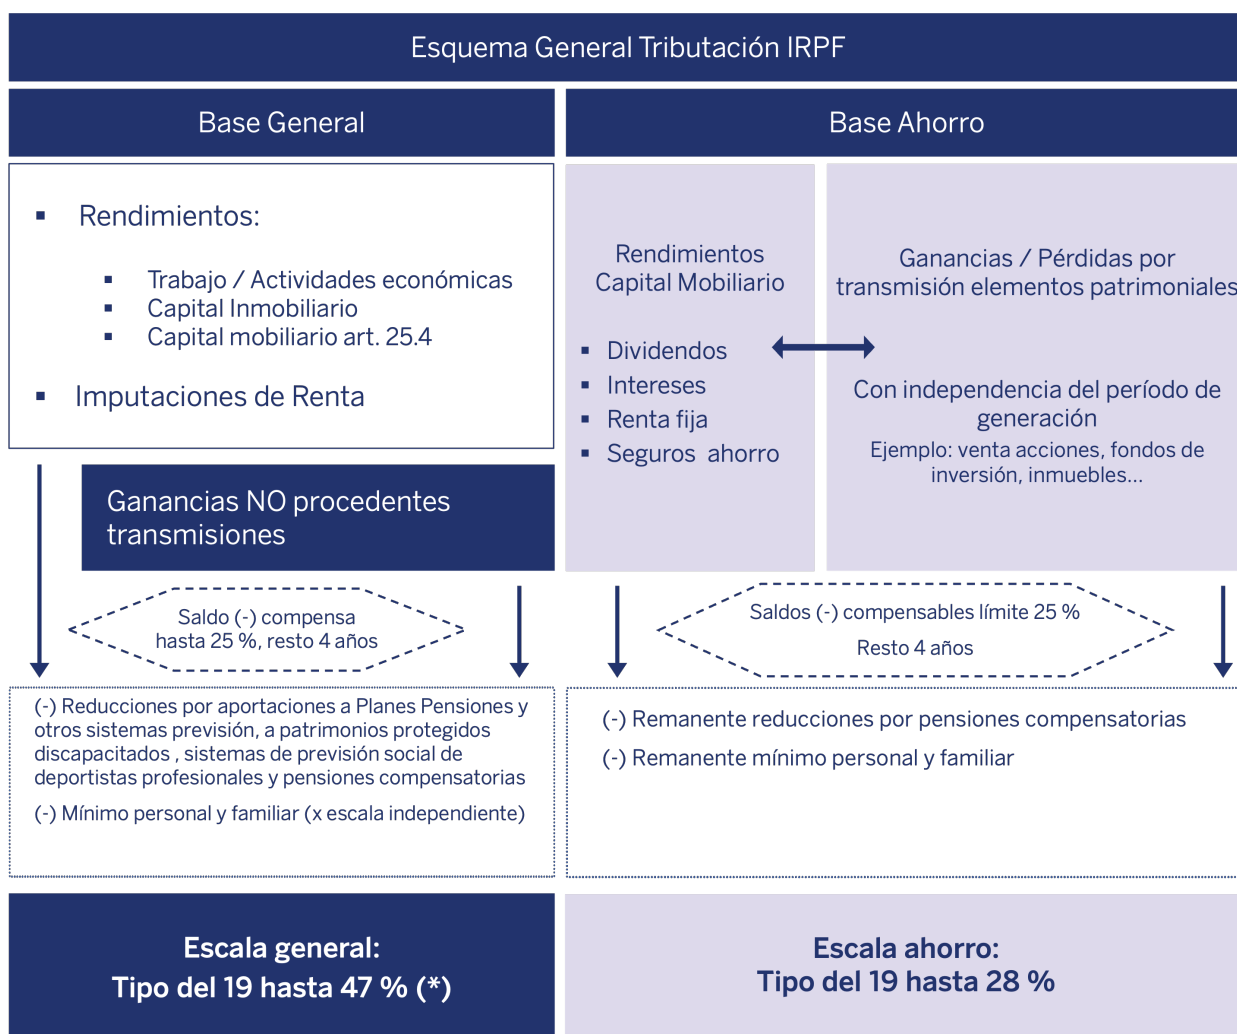 Esquema General Tributación IRPF
Base General
Base Ahorro
▪ Rendimientos:
▪ Trabajo / Actividades económicas
▪ Capital Inmobiliario
▪ Capital mobiliario art. 25.4
▪ Imputaciones de Renta
Ganancias NO procedentes
transmisiones
Rendimientos
Capital Mobiliario
▪ Dividendos
▪ Intereses
▪ Renta fija
▪ Seguros ahorro
Ganancias / Pérdidas por
transmisión elementos patrimoniales
Con independencia del período de
generación
Ejemplo: venta acciones, fondos de
inversión, inmuebles...
Saldo (-) compensa
hasta 25 %, resto 4 años
Saldos (-) compensables límite 25 %
Resto 4 años
(-) Reducciones por aportaciones a Planes Pensiones y
otros sistemas previsión, a patrimonios protegidos
discapacitados , sistemas de previsión social de
deportistas profesionales y pensiones compensatorias
(-) Mínimo personal y familiar (x escala independiente)
(-) Remanente reducciones por pensiones compensatorias
(-) Remanente mínimo personal y familiar
Escala general:
Tipo del 19 hasta 47 % (*)
Escala ahorro:
Tipo del 19 hasta 28 %